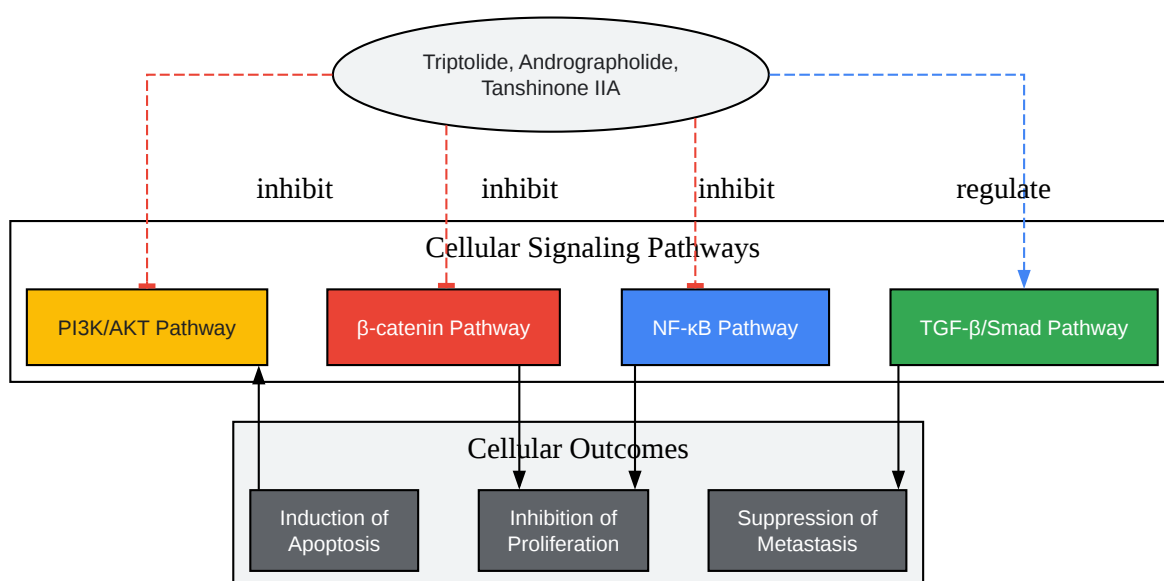 Triptolide, Andrographolide,
Tanshinone IIA
inhibit
inhibit
inhibit
regulate
Cellular Signaling Pathways
PI3K/AKT Pathway
β-catenin Pathway
NF-κB Pathway
TGF-β/Smad Pathway
Cellular Outcomes
Induction of
Apoptosis
Inhibition of
Proliferation
Suppression of
Metastasis